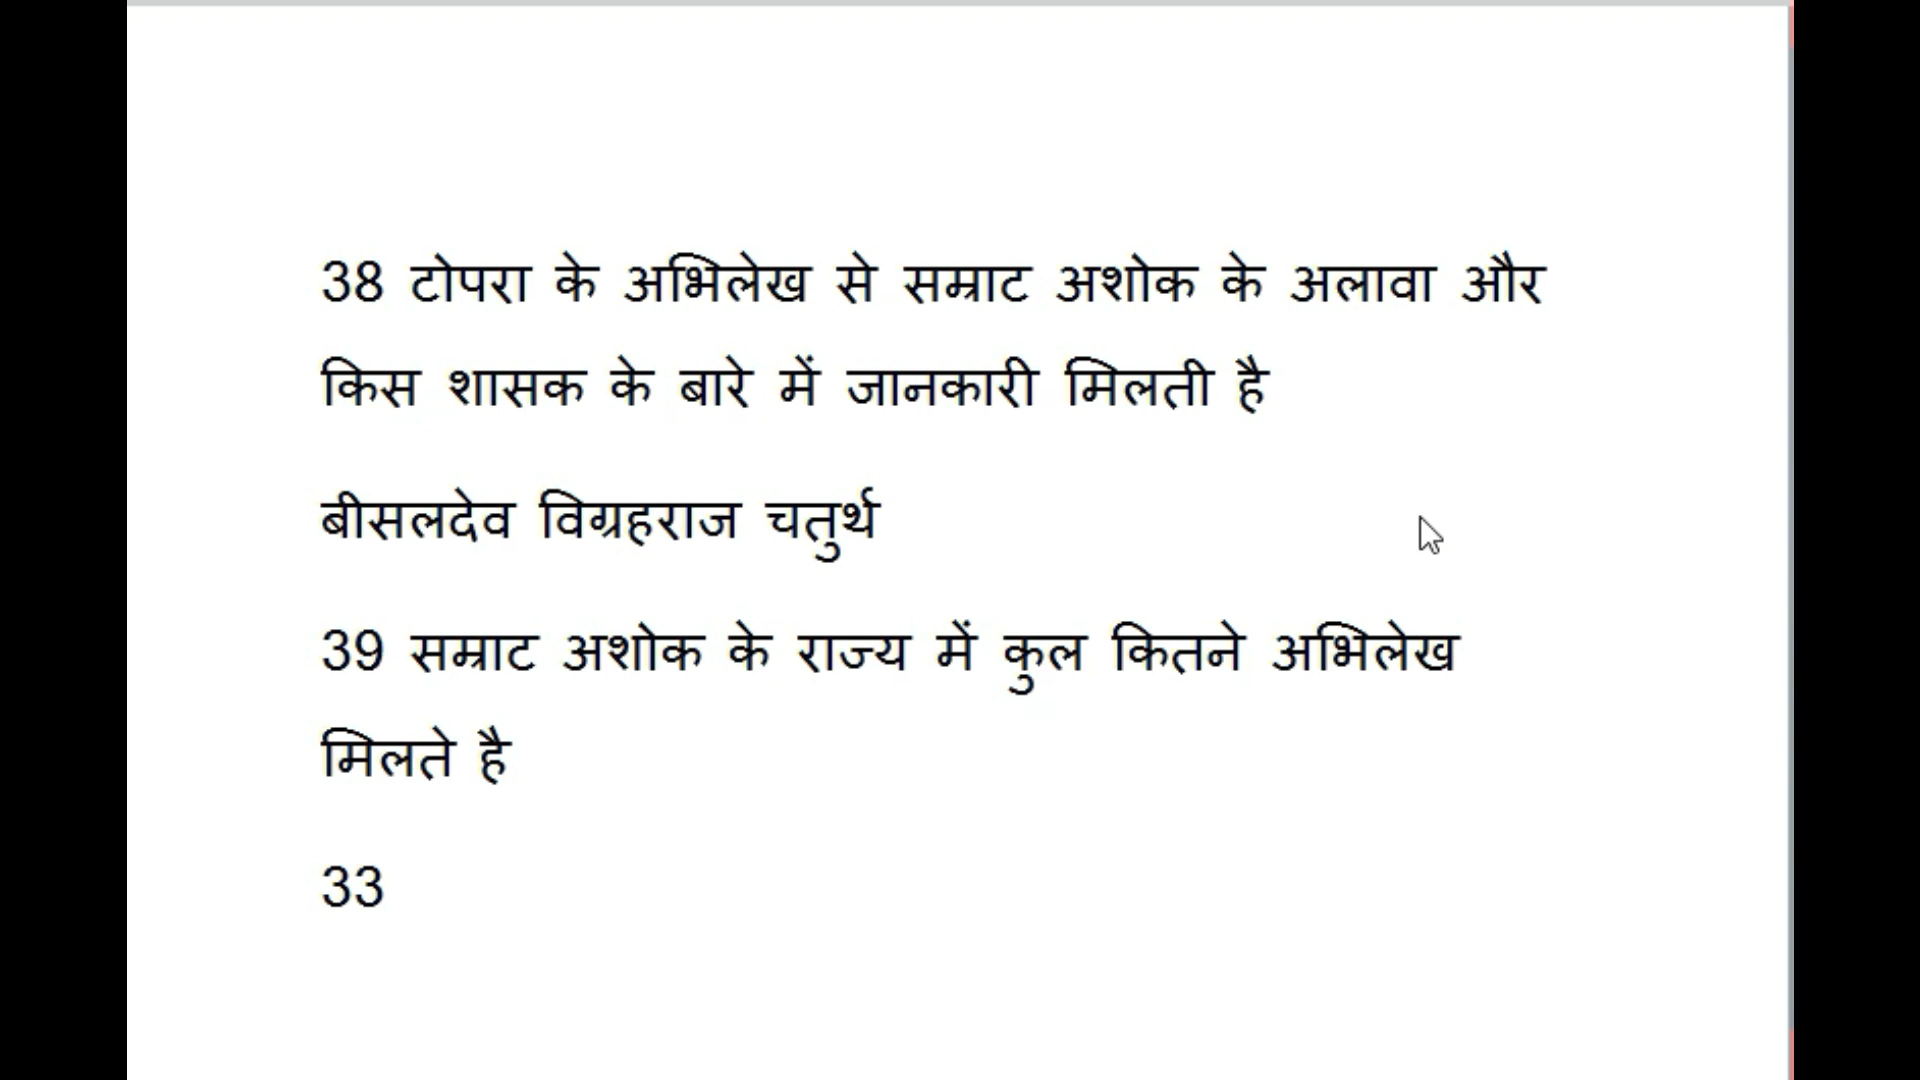 38 टोपरा के अभिलेख से सम्राट अशोक के अलावा और
किस शासक के बारे में जानकारी मिलती है
बीसलदेव विग्रहराज चतुर्थ
39 सम्राट अशोक के राज्य में कुल कितने अभिलेख
मिलते है
33